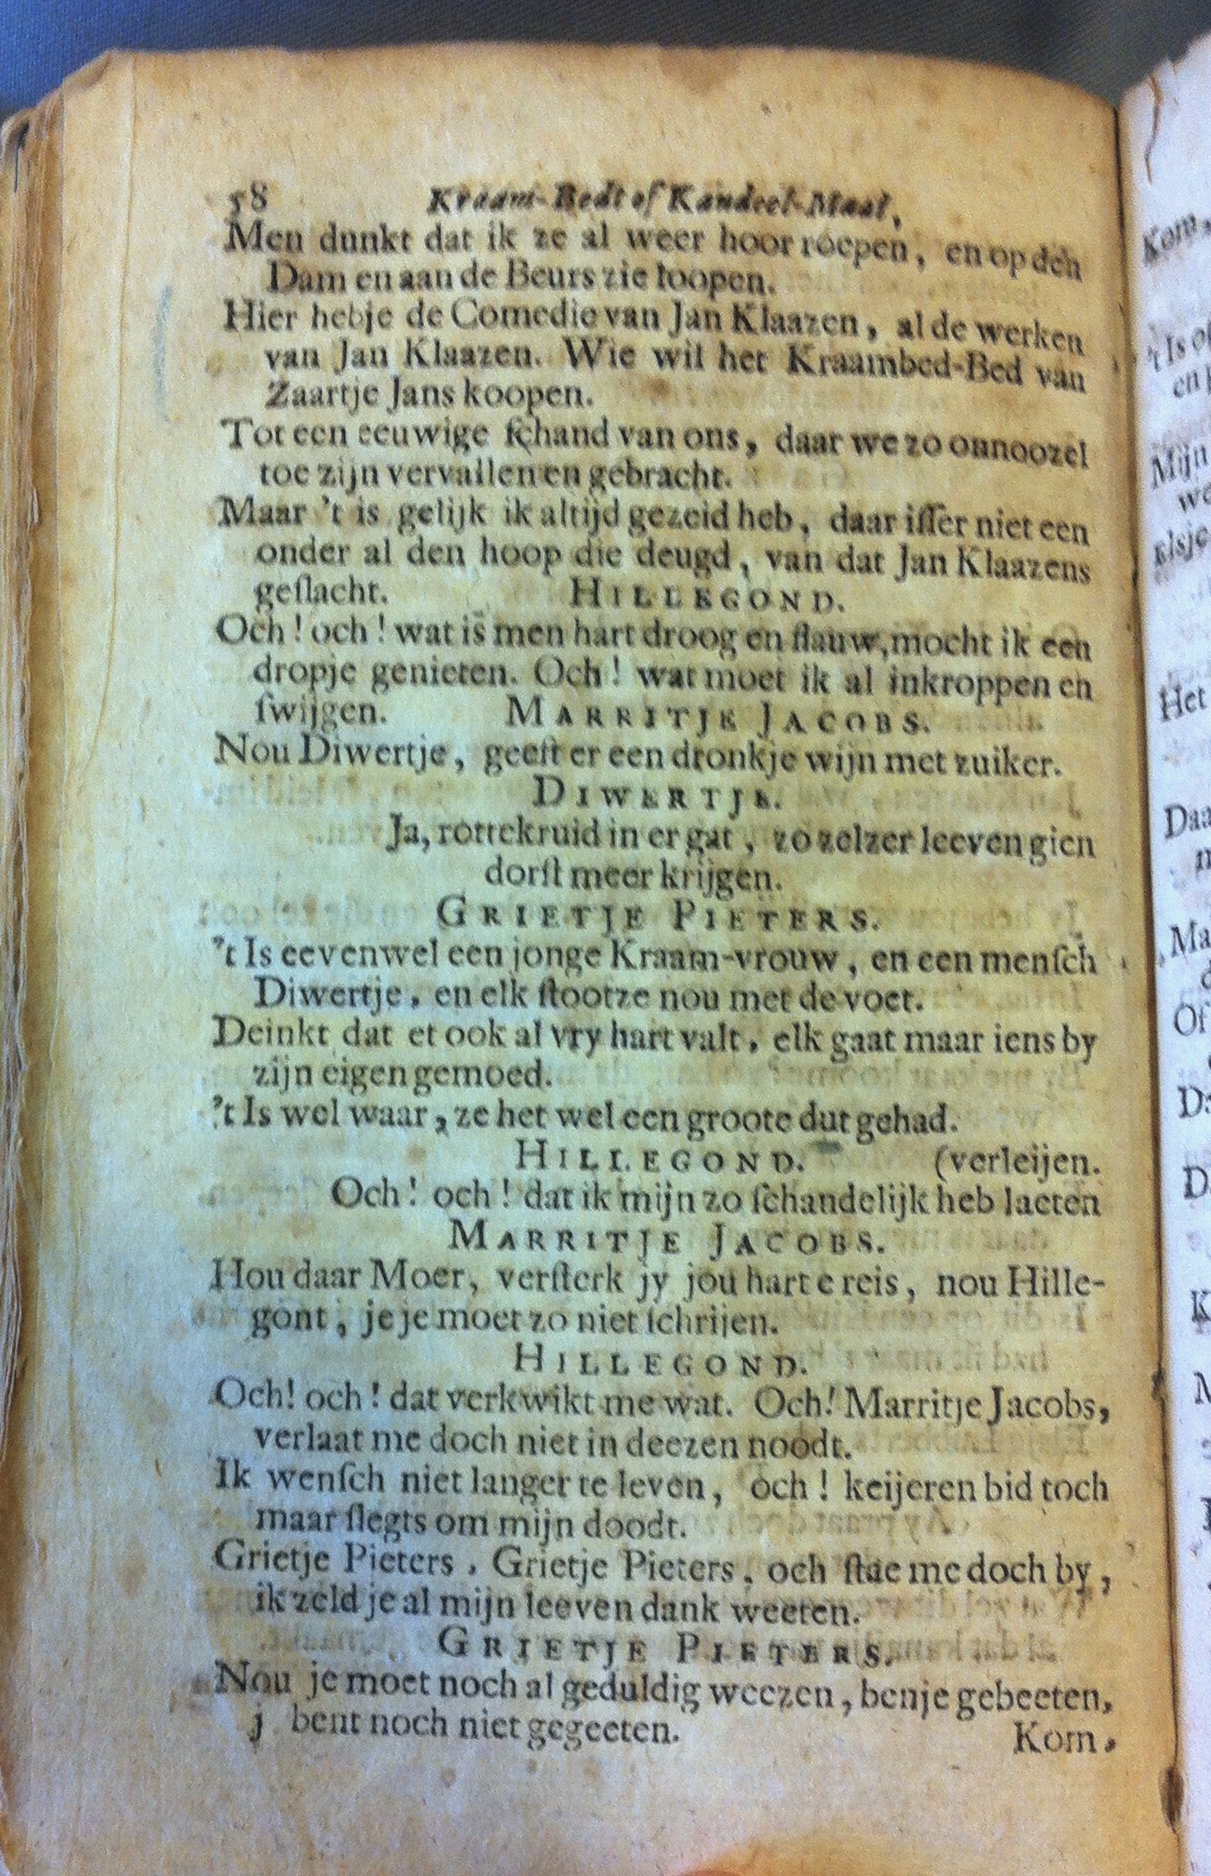 58 Kraam-Bedt of Kandeel-Maal,
Men dunkt dat ik ze al weer hoor roepen, en op den
Dam en aan de Beurs zie loopen.
Hier hebje de Comedie van Jan Klaazen, al de werken
van Jan Klaazen. Wie wil het Kraambed-Bed van
Zaartje Jans koopen.
Tot een eeuwige ſchand van ons, daar we zo onnoozel
toe zijn vervallen en gebracht.
Maar 't is gelijk ik altijd gezeid heb, daar iſſer niet een
onder al den hoop die deugd, van dat Jan Klaazens
geſlacht. HILLEGOND.
Och! och! wat is men hart droog en flauw, mocht ik een
dropje genieten. Och! wat moet ik al inkroppen en
ſwijgen. MARRITJE JACOBS.
Nou Diwertje, geeft er een dronkje wijn met zuiker.
DIWERTJE.
Ja, rottekruid in er gat, zo zelzer leeven gien
dorſt meer krijgen.
GRIETJE PIETERS.
't Is eevenwel een jonge Kraam-vrouw, en een menſch
Diwertje, en elk ſtootze nou met de voet.
Deinkt dat et ook al vry hart valt, elk gaat maar iens by
zijn eigen gemoed.
't Is wel waar, ze het wel een groote dut gehad.
HILLEGOND. (verleijen.
Och! och! dat ik mijn zo ſchandelijk heb laeten
MARRITJE JACOBS.
Hou daar Moer, verſterk jy jou hart e reis, nou Hille-
gont, je je moet zo niet ſchrijen.
HILLEGOND.
Och! och! dat verkwikt me wat. Och! Marritje Jacobs,
verlaat me doch niet in deezen noodt.
Ik wenſch niet langer te leven, och! keijeren bid toch
maar ſlegts om mijn doodt.
Grietje Pieters, Grietje Pieters, och ſtae me doch by,
ik zeld je al mijn leeven dank weeten.
GRIETJE PIETERS.
Nou je moet noch al geduldig weezen, benje gebeeten,
j bent noch niet gegeeten. Kom,
Kom,
't Is
en
Mijn
we
Elsje
Het
Daa
Ma
Of